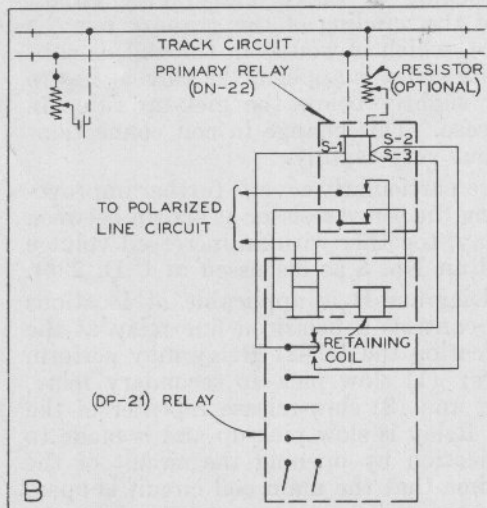 TRACK CIRCUIT
PRIMARY RELAY
(DN-22)
RESISTOR
(OPTIONAL)
S-1
S-2
S-3
TO POLARIZED
LINE CIRCUIT
RETAINING
COIL
(DP-21) RELAY
B